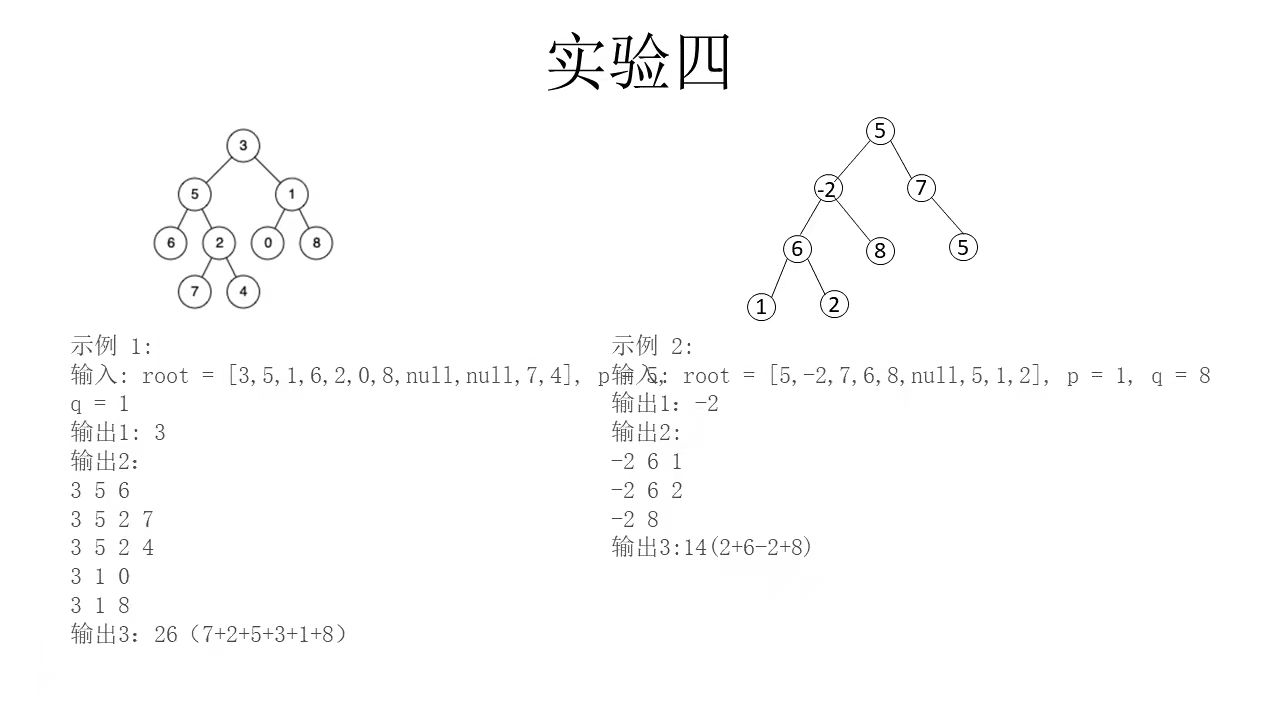 实验四
3
5 1
6 2 0 8
7 4
5
-2 7
6 8 5
1 2
示例 1:
输入: root = [3,5,1,6,2,0,8,null,null,7,4], p = 5,
q = 1
输出1: 3
输出2:
3 5 6
3 5 2 7
3 5 2 4
3 1 0
3 1 8
输出3: 26（7+2+5+3+1+8）
示例 2:
输入: root = [5,-2,7,6,8,null,5,1,2], p = 1, q = 8
输出1: -2
输出2:
-2 6 1
-2 6 2
-2 8
输出3:14(2+6-2+8)